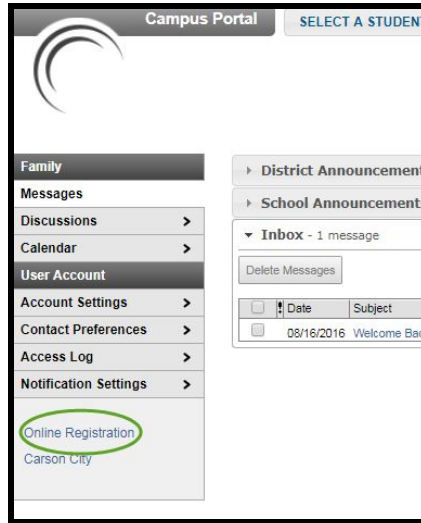 Campus Portal
SELECT A STUDENT
Family
Messages
Discussions >
Calendar >
User Account
Account Settings >
Contact Preferences >
Access Log >
Notification Settings >
Online Registration
Carson City
District Announcement
School Announcement
Inbox - 1 message
Delete Messages
! Date Subject
08/16/2016 Welcome Bac